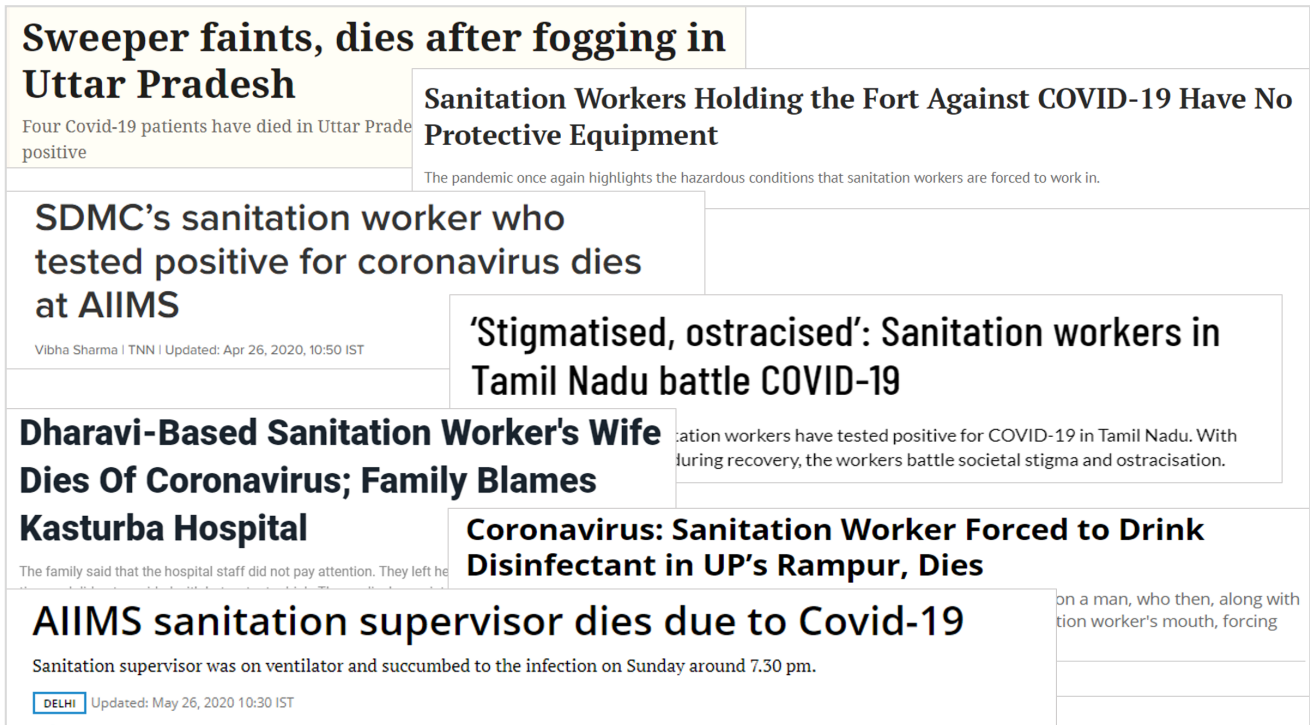 Sweeper faints, dies after fogging in
Uttar Pradesh
Four Covid-19 patients have died in Uttar Prade
positive
Sanitation Workers Holding the Fort Against COVID-19 Have No
Protective Equipment
The pandemic once again highlights the hazardous conditions that sanitation workers are forced to work in.
SDMC’s sanitation worker who
tested positive for coronavirus dies
at AIIMS
Vibha Sharma | TNN | Updated: Apr 26, 2020, 10:50 IST
‘Stigmatised, ostracised’: Sanitation workers in
Tamil Nadu battle COVID-19
tation workers have tested positive for COVID-19 in Tamil Nadu. With
during recovery, the workers battle societal stigma and ostracisation.
Dharavi-Based Sanitation Worker's Wife
Dies Of Coronavirus; Family Blames
Kasturba Hospital
The family said that the hospital staff did not pay attention. They left he
Coronavirus: Sanitation Worker Forced to Drink
Disinfectant in UP’s Rampur, Dies
on a man, who then, along with
tion worker's mouth, forcing
AIIMS sanitation supervisor dies due to Covid-19
Sanitation supervisor was on ventilator and succumbed to the infection on Sunday around 7.30 pm.
DELHI Updated: May 26, 2020 10:30 IST